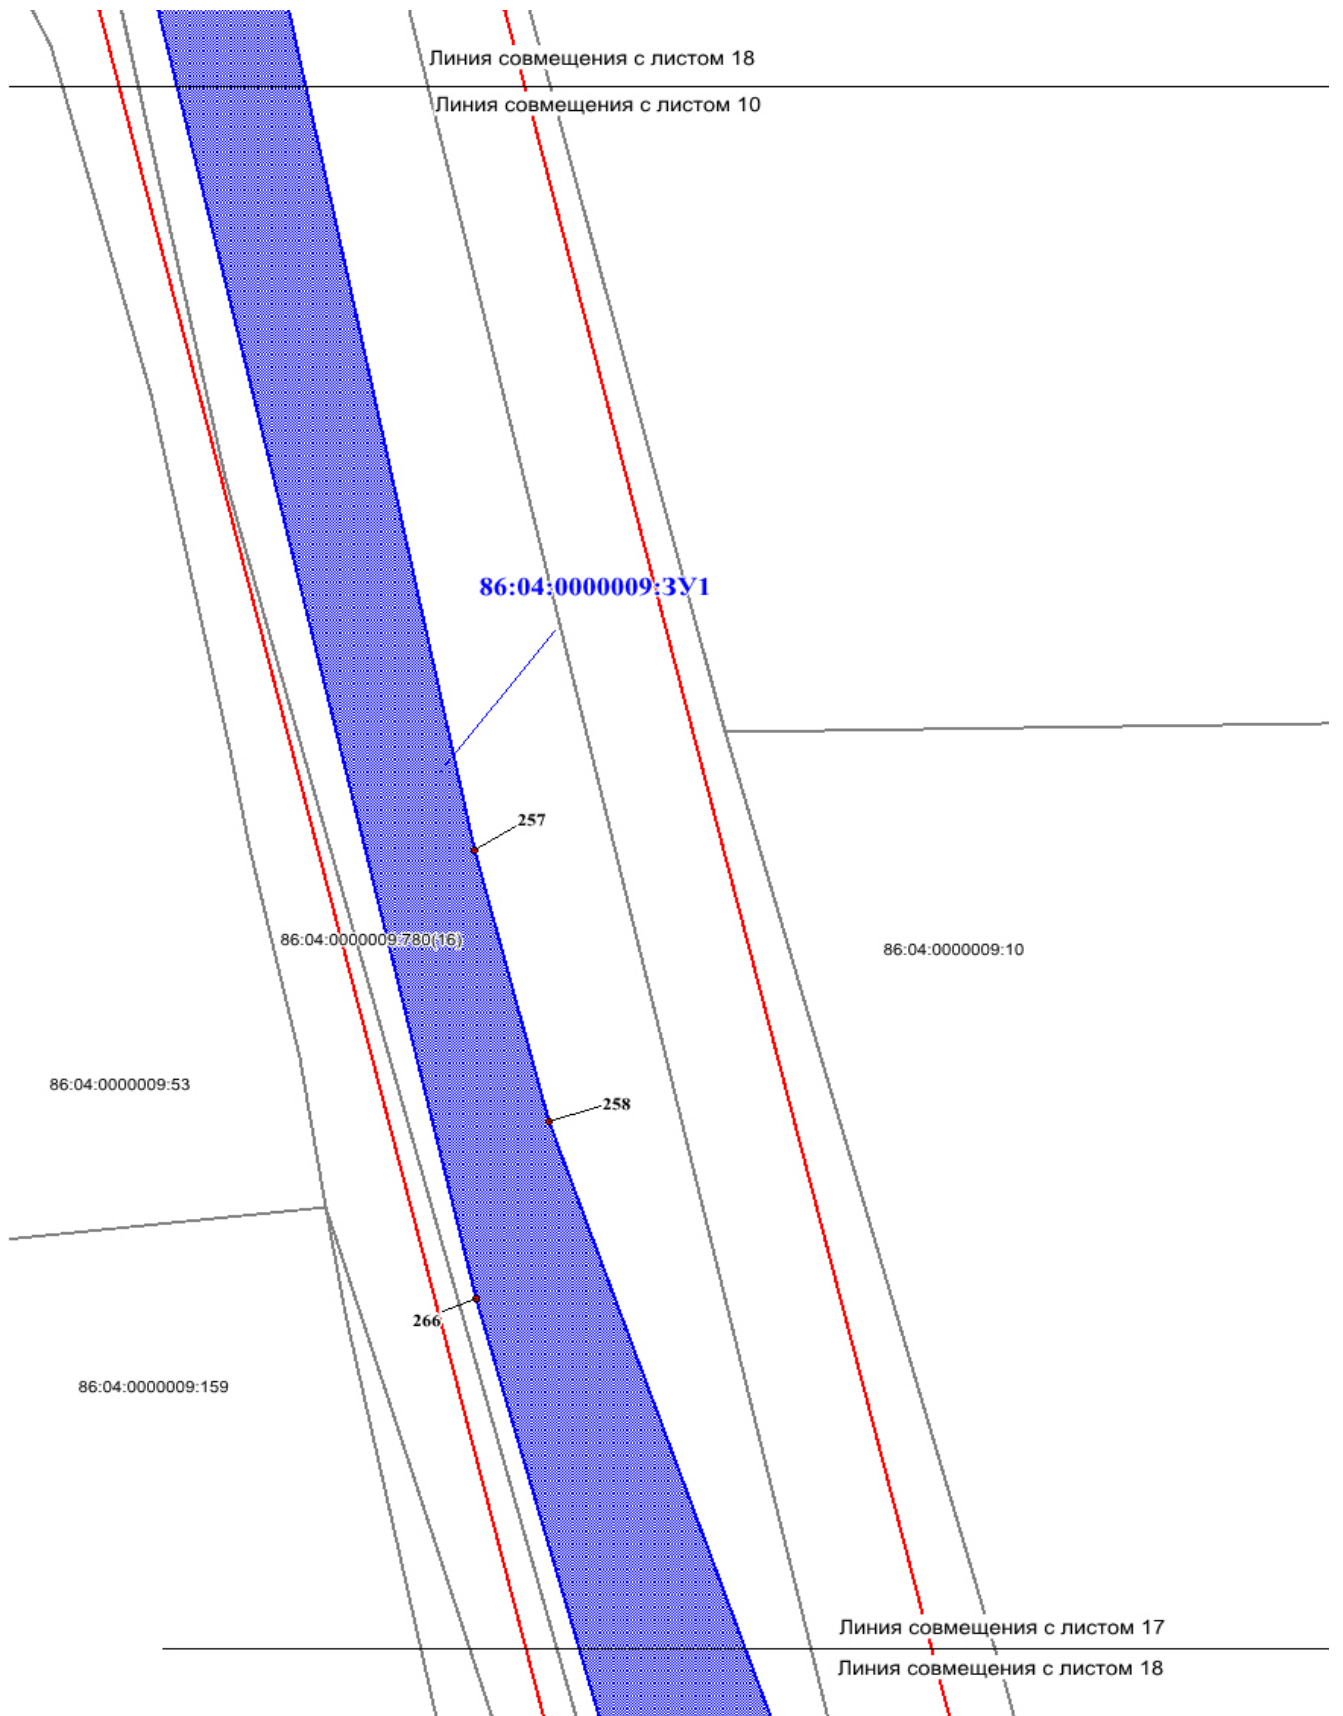 Линия совмещения с листом 18
Линия совмещения с листом 10
86:04:0000009:ЗУ1
257
86:04:0000009:780(16)
86:04:0000009:10
86:04:0000009:53
258
266
86:04:0000009:159
Линия совмещения с листом 17
Линия совмещения с листом 18